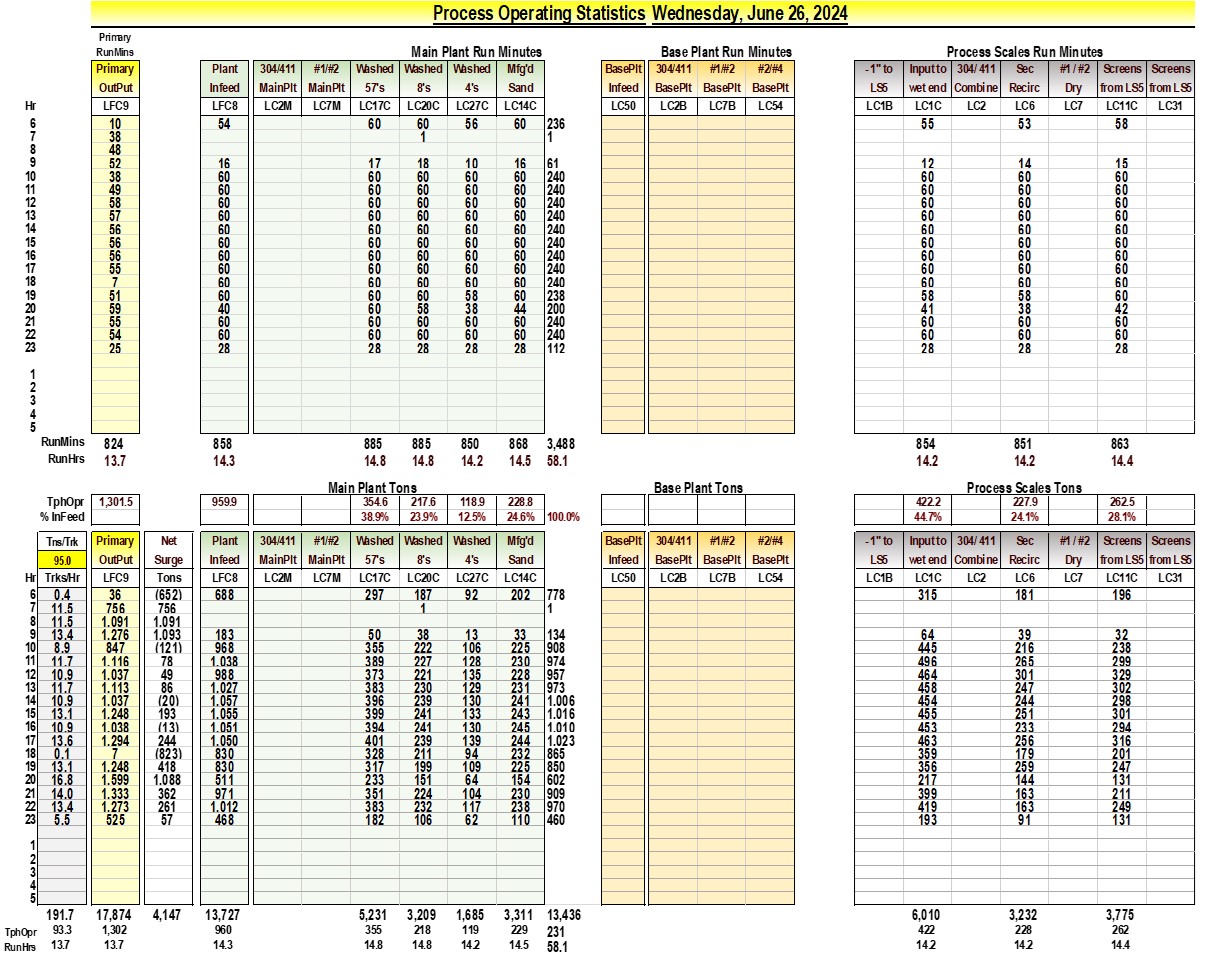 Process Operating Statistics Wednesday, June 26, 2024
Primary
RunMins Main Plant Run Minutes Base Plant Run Minutes Process Scales Run Minutes
Primary Plant 304/411 #1/#2 Washed Washed Washed Mfg'd BasePlt 304/411 #1/#2 #2/#4 -1" to Input to 304/ 411 Sec #1 / #2 Screens Screens
OutPut Infeed MainPlt MainPlt 57's 8's 4's Sand Infeed BasePlt BasePlt BasePlt LS5 wet end Combine Recirc Dry from LS5 from LS5
Hr LFC9 LFC8 LC2M LC7M LC17C LC20C LC27C LC14C LC50 LC2B LC7B LC54 LC1B LC1C LC2 LC6 LC7 LC11C LC31
6 10 54 60 60 56 60 236 55 53 58
7 38 1 1
8 48
9 52 16 17 18 10 16 61 12 14 15
10 38 60 60 60 60 60 240 60 60 60
11 49 60 60 60 60 60 240 60 60 60
12 58 60 60 60 60 60 240 60 60 60
13 57 60 60 60 60 60 240 60 60 60
14 56 60 60 60 60 60 240 60 60 60
15 56 60 60 60 60 60 240 60 60 60
16 56 60 60 60 60 60 240 60 60 60
17 55 60 60 60 60 60 240 60 60 60
18 7 60 60 60 60 60 240 60 60 60
19 51 60 60 60 58 60 238 58 58 60
20 59 40 60 58 38 44 200 41 38 42
21 55 60 60 60 60 60 240 60 60 60
22 54 60 60 60 60 60 240 60 60 60
23 25 28 28 28 28 28 112 28 28 28
1
2
3
4
5
RunMins 824 858 885 885 850 868 3,488 854 851 863
RunHrs 13.7 14.3 14.8 14.8 14.2 14.5 58.1 14.2 14.2 14.4
Main Plant Tons Base Plant Tons Process Scales Tons
TphOpr 1,301.5 959.9 354.6 217.6 118.9 228.8 422.2 227.9 262.5
% InFeed 38.9% 23.9% 12.5% 24.6% 100.0% 44.7% 24.1% 28.1%
Tns/Trk Primary Net Plant 304/411 #1/#2 Washed Washed Washed Mfg'd BasePlt 304/411 #1/#2 #2/#4 -1" to Input to 304/ 411 Sec #1 / #2 Screens Screens
95.0 OutPut Surge Infeed MainPlt MainPlt 57's 8's 4's Sand Infeed BasePlt BasePlt BasePlt LS5 wet end Combine Recirc Dry from LS5 from LS5
Hr Trks/Hr LFC9 Tons LFC8 LC2M LC7M LC17C LC20C LC27C LC14C LC50 LC2B LC7B LC54 LC1B LC1C LC2 LC6 LC7 LC11C LC31
6 0.4 36 (652) 688 297 187 92 202 778 315 181 196
7 11.5 756 756 1 1
8 11.5 1.091 1.091
9 13.4 1.276 1.093 183 50 38 13 33 134 64 39 32
10 8.9 847 (121) 968 355 222 106 225 908 445 216 238
11 11.7 1.116 78 1.038 389 227 128 230 974 496 265 299
12 10.9 1.037 49 988 373 221 135 228 957 464 301 329
13 11.7 1.113 86 1.027 383 230 129 231 973 458 247 302
14 10.9 1.037 (20) 1.057 396 239 130 241 1.006 454 244 298
15 13.1 1.248 193 1.055 399 241 133 243 1.016 455 251 301
16 10.9 1.038 (13) 1.051 394 241 130 245 1.010 453 233 294
17 13.6 1.294 244 1.050 401 239 139 244 1.023 463 256 316
18 0.1 7 (823) 830 328 211 94 232 865 359 179 201
19 13.1 1.248 418 830 317 199 109 225 850 356 259 247
20 16.8 1.599 1.088 511 233 151 64 154 602 217 144 131
21 14.0 1.333 362 971 351 224 104 230 909 399 163 211
22 13.4 1.273 261 1.012 383 232 117 238 970 419 163 249
23 5.5 525 57 468 182 106 62 110 460 193 91 131
1
2
3
4
5
191.7 17,874 4,147 13,727 5,231 3,209 1,685 3,311 13,436 6,010 3,232 3,775
TphOpr 93.3 1,302 960 355 218 119 229 231 422 228 262
RunHrs 13.7 13.7 14.3 14.8 14.8 14.2 14.5 58.1 14.2 14.2 14.4